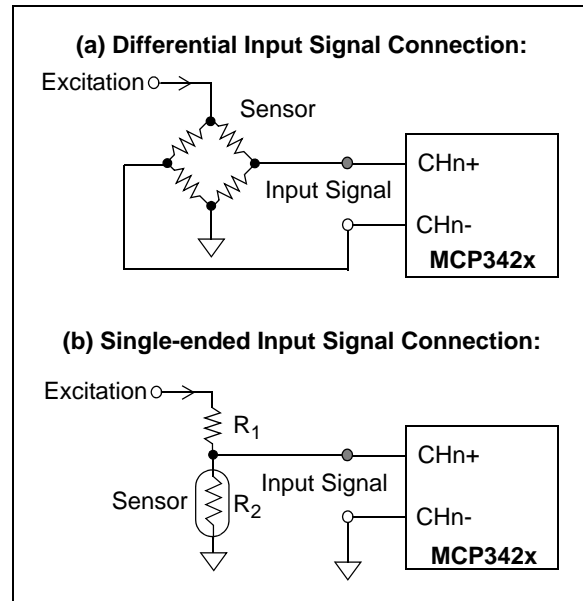 (a) Differential Input Signal Connection:
Excitation
Sensor
CHn+
Input Signal
CHn-
MCP342x
(b) Single-ended Input Signal Connection:
Excitation
R1
CHn+
Input Signal
Sensor
R2
CHn-
MCP342x